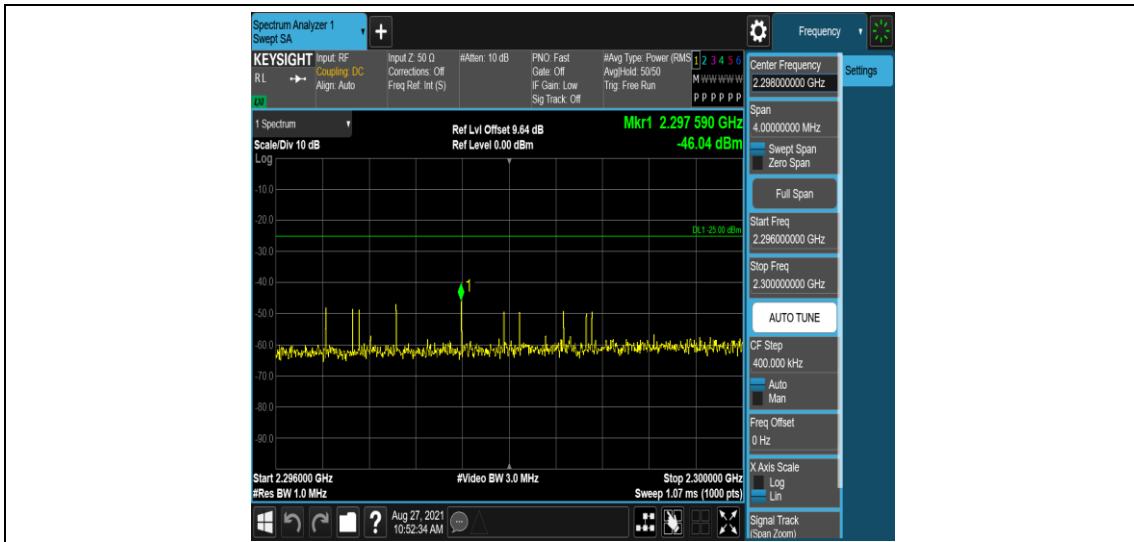 Spectrum Analyzer 1
Swept SA
+
Frequency
KEYSIGHT
RL
LXI
Input: RF
Coupling: DC
Align: Auto
Input Z: 50 Ω
Corrections: Off
Freq Ref: Int (S)
#Atten: 10 dB
PNO: Fast
Gate: Off
IF Gain: Low
Sig Track: Off
#Avg Type: Power (RMS
Avg|Hold: 50/50
Trig: Free Run
1 2 3 4 5 6
M W W W W W
P P P P P P
1 Spectrum
Scale/Div 10 dB
Ref Lvl Offset 9.64 dB
Ref Level 0.00 dBm
Mkr1 2.297 590 GHz
-46.04 dBm
Log
-10.0
-20.0
DL1 -25.00 dBm
-30.0
-40.0
1
-50.0
-60.0
-70.0
-80.0
-90.0
Start 2.296000 GHz
#Res BW 1.0 MHz
#Video BW 3.0 MHz
Stop 2.300000 GHz
Sweep 1.07 ms (1000 pts)
?
Aug 27, 2021
10:52:34 AM
Center Frequency
2.298000000 GHz
Settings
Span
4.00000000 MHz
Swept Span
Zero Span
Full Span
Start Freq
2.296000000 GHz
Stop Freq
2.300000000 GHz
AUTO TUNE
CF Step
400.000 kHz
Auto
Man
Freq Offset
0 Hz
X Axis Scale
Log
Lin
Signal Track
(Span Zoom)